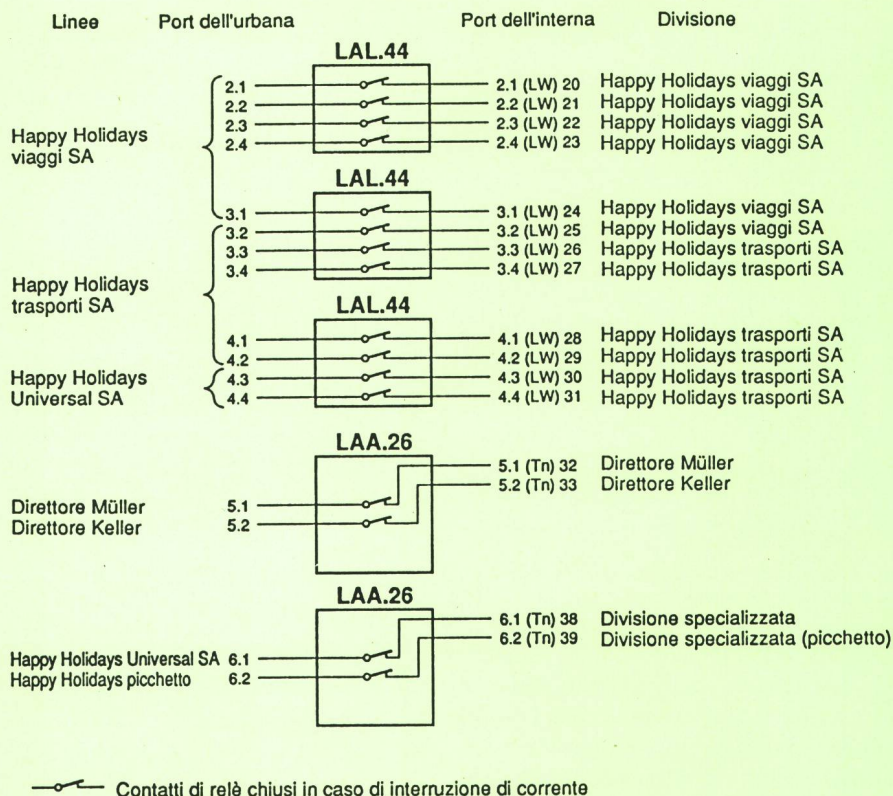 Linee Port dell'urbana Port dell'interna Divisione
LAL.44
2.1 2.1 (LW) 20 Happy Holidays viaggi SA
2.2 2.2 (LW) 21 Happy Holidays viaggi SA
2.3 2.3 (LW) 22 Happy Holidays viaggi SA
2.4 2.4 (LW) 23 Happy Holidays viaggi SA
Happy Holidays
viaggi SA
LAL.44
3.1 3.1 (LW) 24 Happy Holidays viaggi SA
3.2 3.2 (LW) 25 Happy Holidays viaggi SA
3.3 3.3 (LW) 26 Happy Holidays trasporti SA
3.4 3.4 (LW) 27 Happy Holidays trasporti SA
Happy Holidays
trasporti SA
LAL.44
4.1 4.1 (LW) 28 Happy Holidays trasporti SA
4.2 4.2 (LW) 29 Happy Holidays trasporti SA
Happy Holidays
Universal SA
4.3 4.3 (LW) 30 Happy Holidays trasporti SA
4.4 4.4 (LW) 31 Happy Holidays trasporti SA
LAA.26
5.1 (Tn) 32 Direttore Müller
5.2 (Tn) 33 Direttore Keller
Direttore Müller 5.1
Direttore Keller 5.2
LAA.26
6.1 (Tn) 38 Divisione specializzata
6.2 (Tn) 39 Divisione specializzata (picchetto)
Happy Holidays Universal SA 6.1
Happy Holidays picchetto 6.2
Contatti di relè chiusi in caso di interruzione di corrente